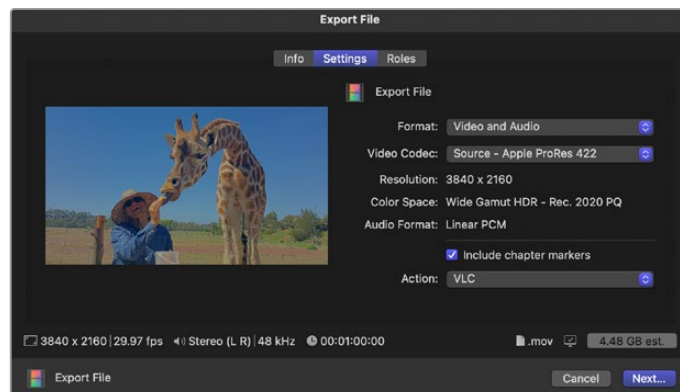 Export File
Info Settings Roles
Export File
Format: Video and Audio
Video Codec: Source - Apple ProRes 422
Resolution: 3840 x 2160
Color Space: Wide Gamut HDR - Rec. 2020 PQ
Audio Format: Linear PCM
Include chapter markers
Action: VLC
3840 x 2160 | 29.97 fps Stereo (L R) | 48 kHz 00:01:00:00 .mov 4.48 GB est.
Export File Cancel Next...